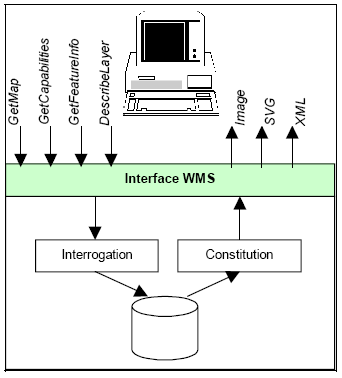 GetMap
GetCapabilities
GetFeatureInfo
DescribeLayer
Image
SVG
XML
Interface WMS
Interrogation
Constitution